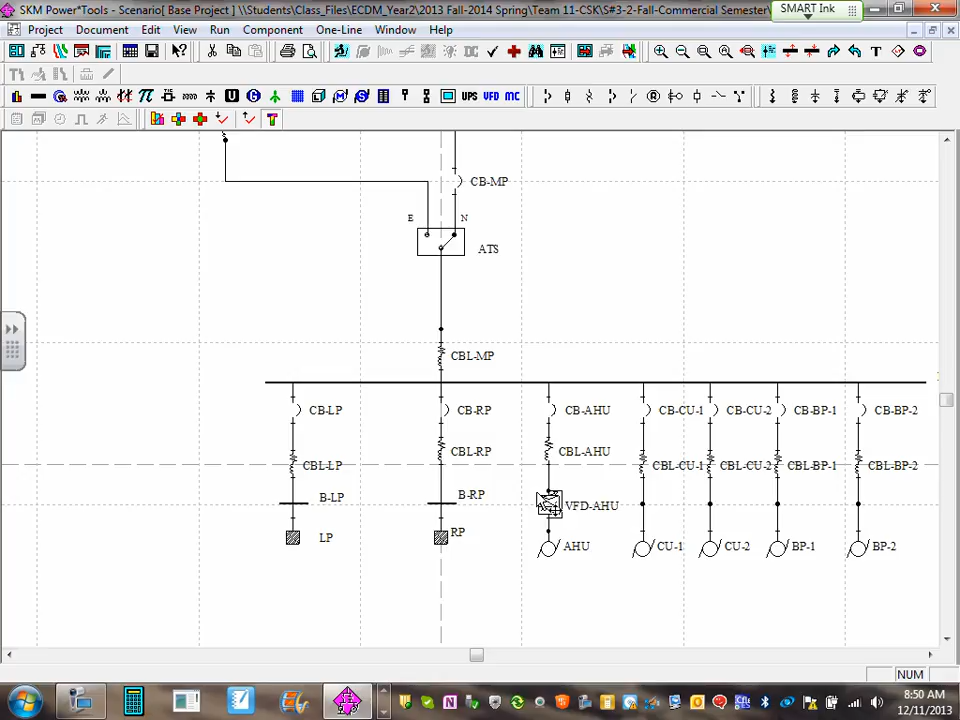 SKM Power*Tools - Scenario[ Base Project ] \\Students\Class_Files\ECDM_Year2\2013 Fall-2014 Spring\Team 11-CSK\S#3-2-Fall-Commercial Semester\
SMART Ink
Project Document Edit View Run Component One-Line Window Help
UPS VFD MC
CB-MP
E N
ATS
CBL-MP
CB-LP CB-RP CB-AHU CB-CU-1 CB-CU-2 CB-BP-1 CB-BP-2
CBL-RP CBL-AHU
CBL-LP CBL-CU-1 CBL-CU-2 CBL-BP-1 CBL-BP-2
B-LP B-RP
VFD-AHU
LP RP AHU CU-1 CU-2 BP-1 BP-2
NUM
8:50 AM
12/11/2013